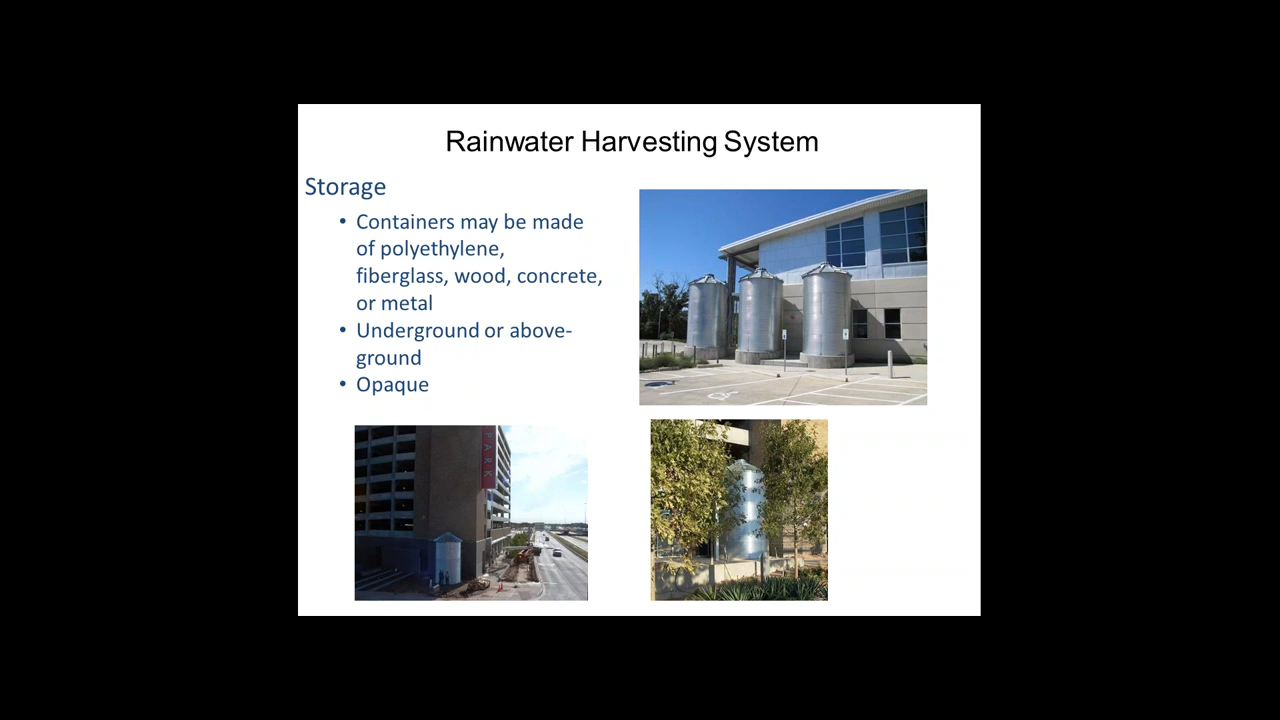 Rainwater Harvesting System
Storage
• Containers may be made
of polyethylene,
fiberglass, wood, concrete,
or metal
• Underground or above-
ground
• Opaque
PARK